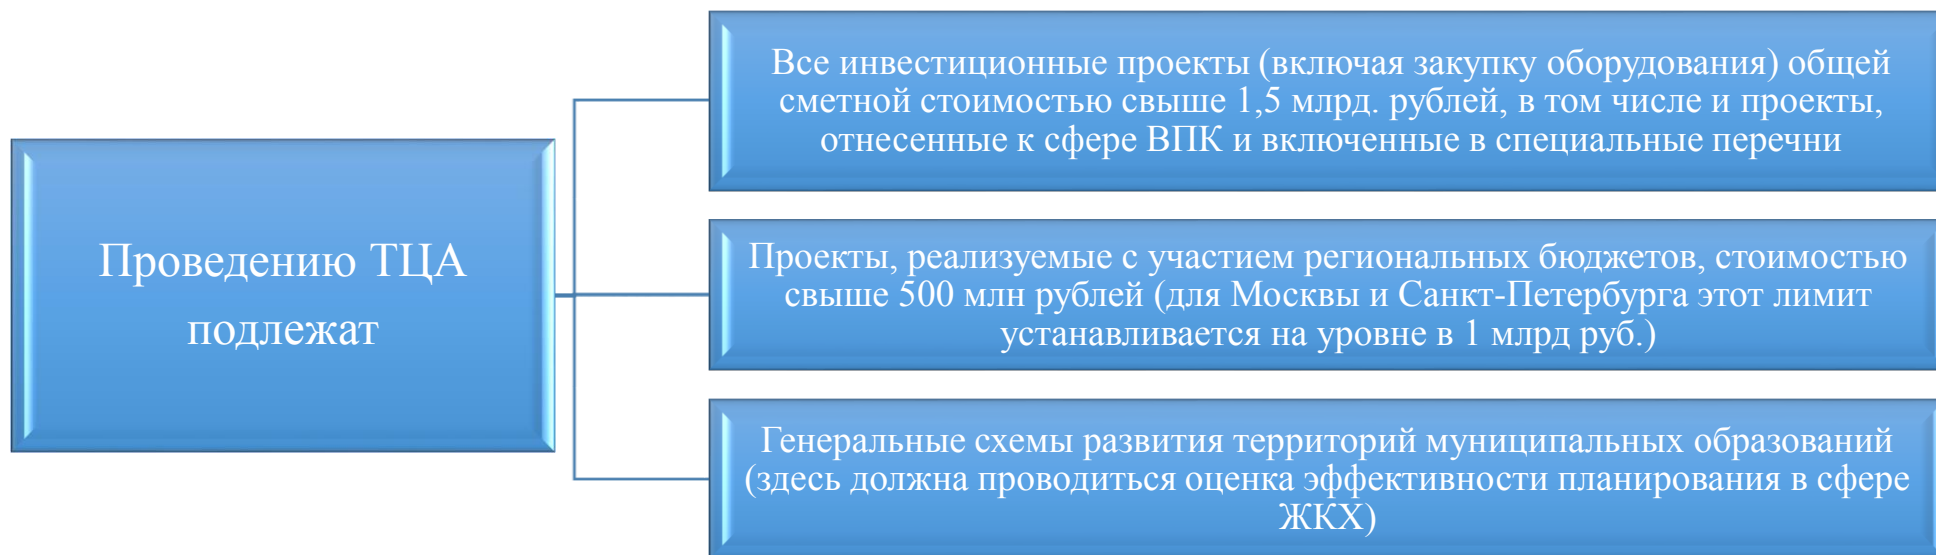 Проведению ТЦА
подлежат
Все инвестиционные проекты (включая закупку оборудования) общей
сметной стоимостью свыше 1,5 млрд. рублей, в том числе и проекты,
отнесенные к сфере ВПК и включенные в специальные перечни
Проекты, реализуемые с участием региональных бюджетов, стоимостью
свыше 500 млн рублей (для Москвы и Санкт-Петербурга этот лимит
устанавливается на уровне в 1 млрд руб.)
Генеральные схемы развития территорий муниципальных образований
(здесь должна проводиться оценка эффективности планирования в сфере
ЖКХ)